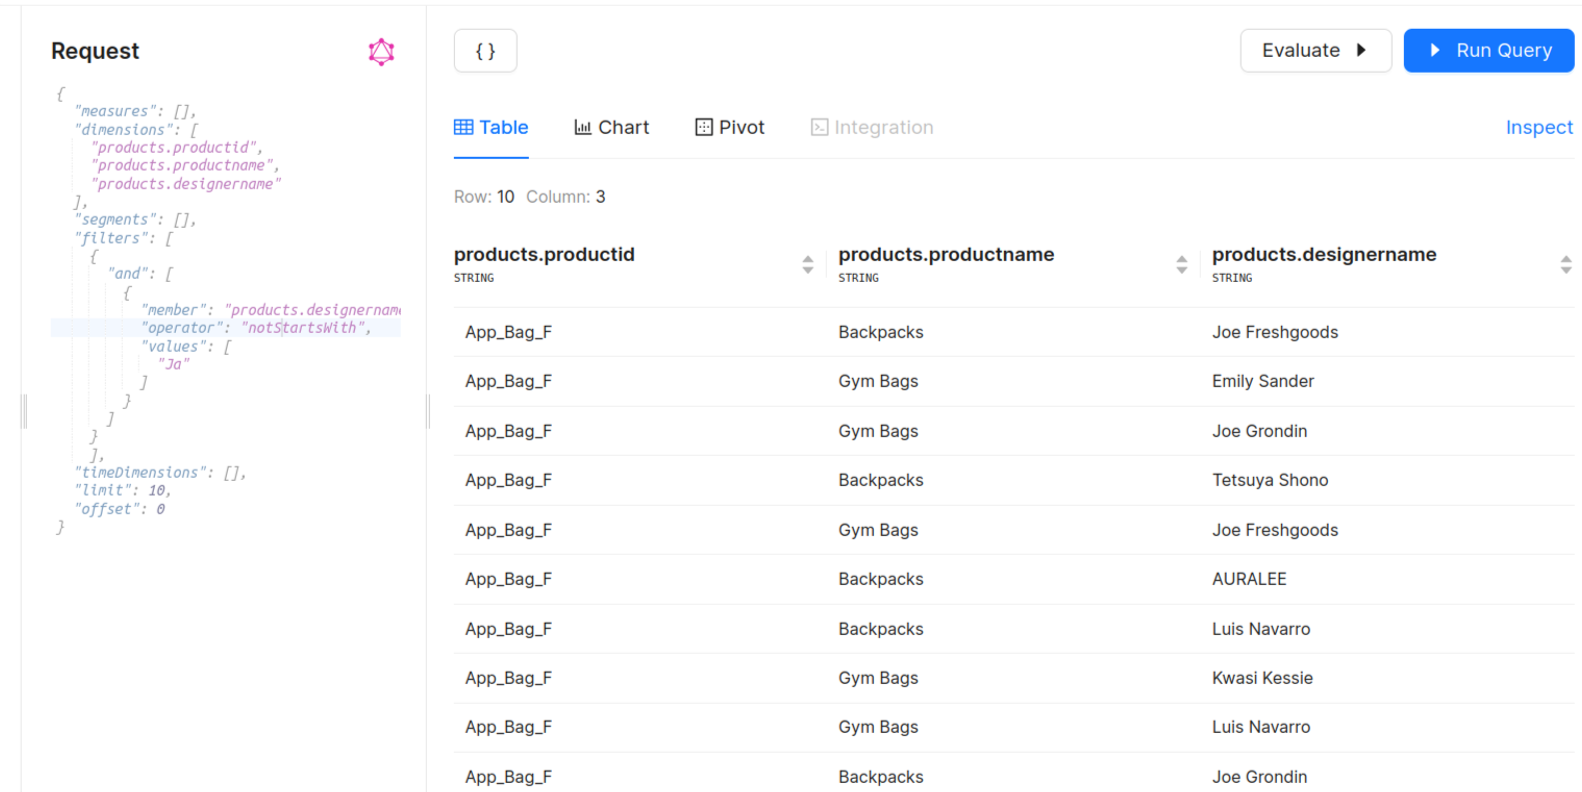 Request
{
"measures": [],
"dimensions": [
"products.productid",
"products.productname",
"products.designername"
],
"segments": [],
"filters": [
{
"and": [
{
"member": "products.designername
"operator": "notStartsWith",
"values": [
"Ja"
]
}
]
}
],
"timeDimensions": [],
"limit": 10,
"offset": 0
}
{ }
Evaluate
Run Query
Table Chart Pivot Integration
Inspect
Row: 10 Column: 3
products.productid products.productname products.designername
STRING STRING STRING
App_Bag_F Backpacks Joe Freshgoods
App_Bag_F Gym Bags Emily Sander
App_Bag_F Gym Bags Joe Grondin
App_Bag_F Backpacks Tetsuya Shono
App_Bag_F Gym Bags Joe Freshgoods
App_Bag_F Backpacks AURALEE
App_Bag_F Backpacks Luis Navarro
App_Bag_F Gym Bags Kwasi Kessie
App_Bag_F Gym Bags Luis Navarro
App_Bag_F Backpacks Joe Grondin